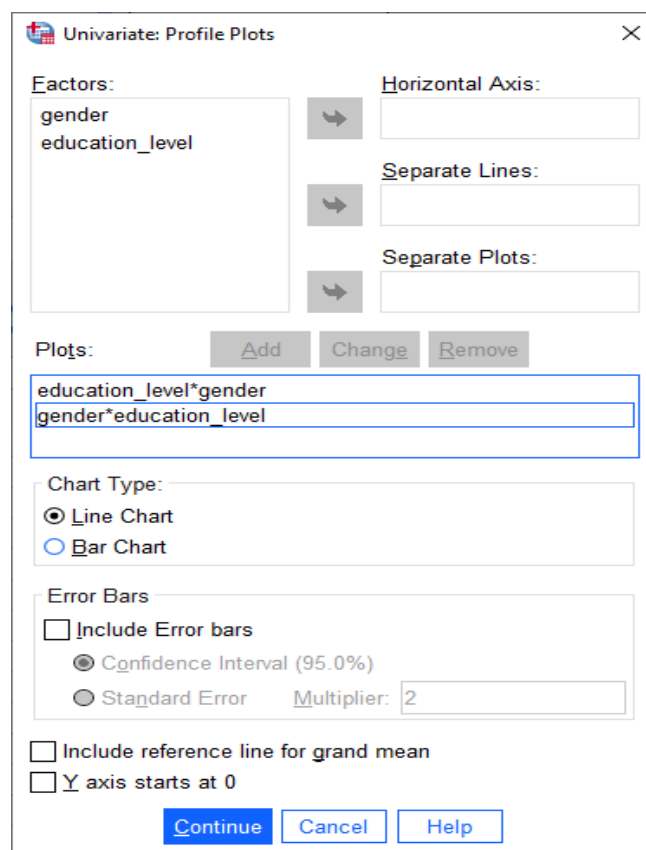 Univariate: Profile Plots
Factors:
Horizontal Axis:
gender
education_level
Separate Lines:
Separate Plots:
Plots:
Add
Change
Remove
education_level*gender
gender*education_level
Chart Type:
Line Chart
Bar Chart
Error Bars
Include Error bars
Confidence Interval (95.0%)
Standard Error
Multiplier:
2
Include reference line for grand mean
Y axis starts at 0
Continue
Cancel
Help